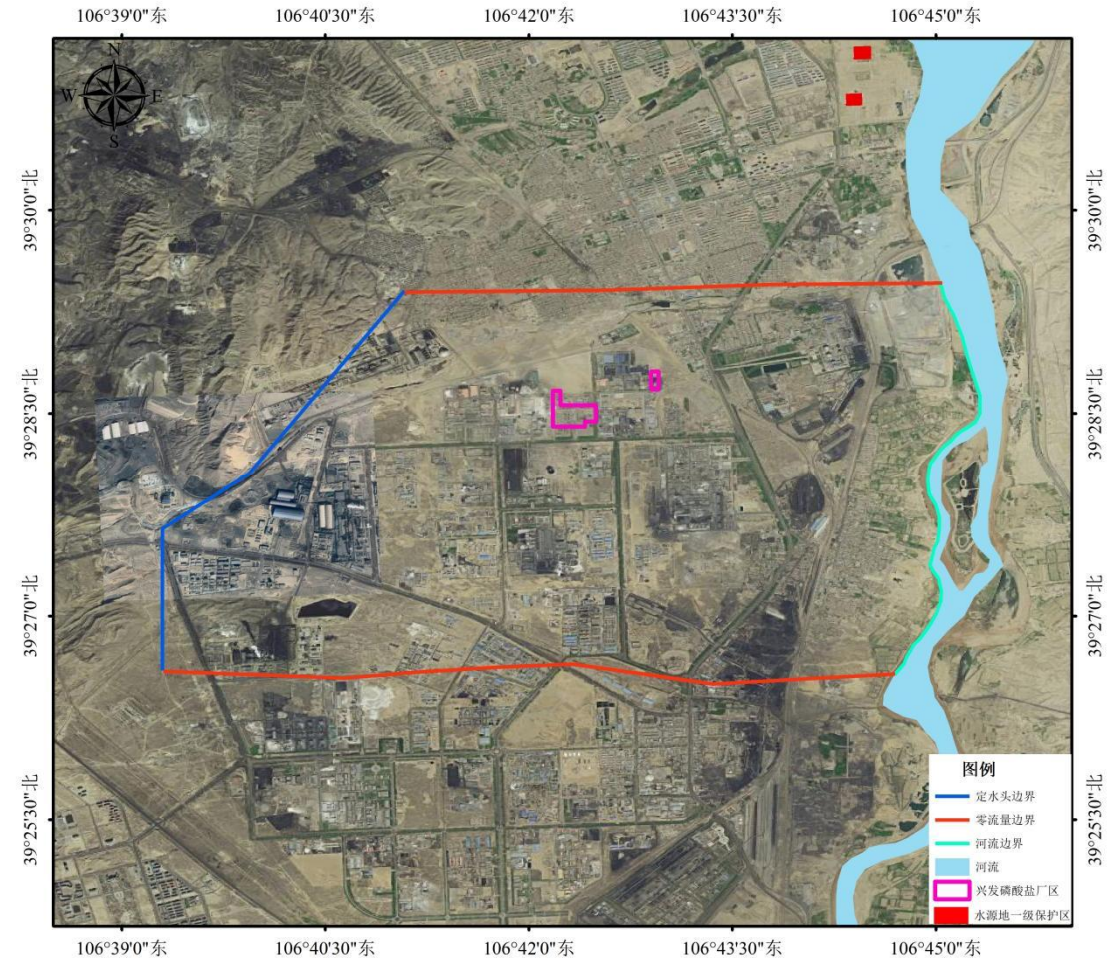 106°39'0"东 106°40'30"东 106°42'0"东 106°43'30"东 106°45'0"东
N
W E
S
39°30'0"北 39°30'0"北
39°28'30"北 39°28'30"北
39°27'0"北 39°27'0"北
39°25'30"北 39°25'30"北
图例
定水头边界
零流量边界
河流边界
河流
兴发磷酸盐厂区
水源地一级保护区
106°39'0"东 106°40'30"东 106°42'0"东 106°43'30"东 106°45'0"东